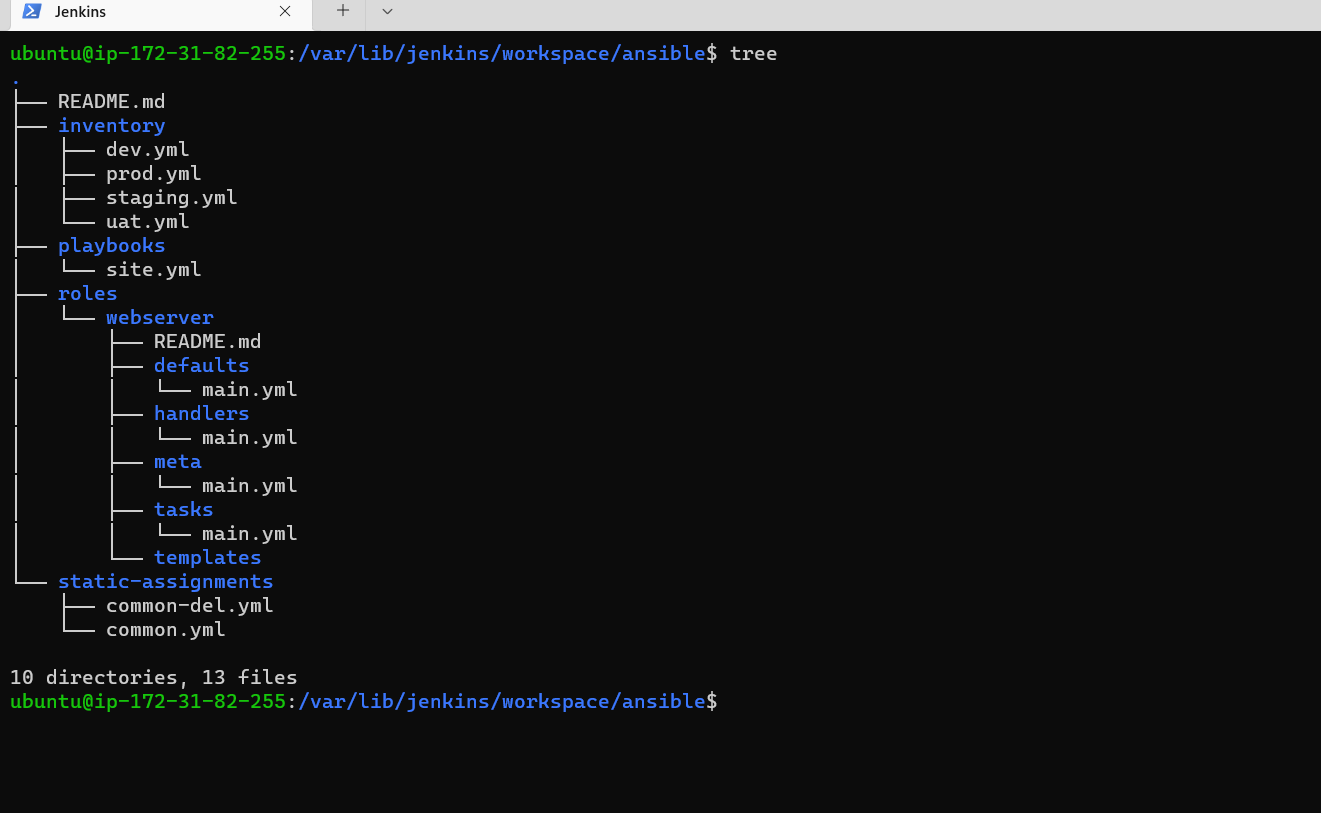 Jenkins
ubuntu@ip-172-31-82-255:/var/lib/jenkins/workspace/ansible$ tree
.
├── README.md
├── inventory
│   ├── dev.yml
│   ├── prod.yml
│   ├── staging.yml
│   └── uat.yml
├── playbooks
│   └── site.yml
├── roles
│   └── webserver
│       ├── README.md
│       ├── defaults
│       │   └── main.yml
│       ├── handlers
│       │   └── main.yml
│       ├── meta
│       │   └── main.yml
│       ├── tasks
│       │   └── main.yml
│       └── templates
└── static-assignments
    ├── common-del.yml
    └── common.yml
10 directories, 13 files
ubuntu@ip-172-31-82-255:/var/lib/jenkins/workspace/ansible$